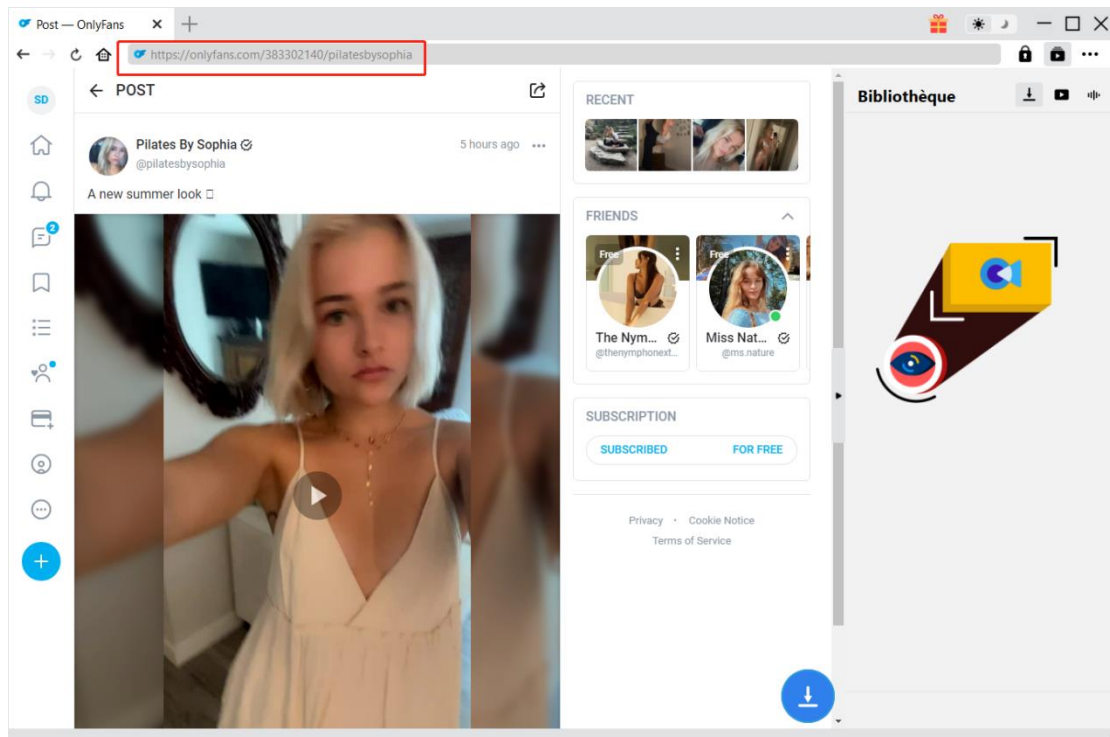 Post — OnlyFans
https://onlyfans.com/383302140/pilatesbysophia
SD
POST
Pilates By Sophia
@pilatesbysophia
5 hours ago
A new summer look
2
RECENT
FRIENDS
Free
The Nym...
@thenymphonext...
Free
Miss Nat...
@ms.nature
SUBSCRIPTION
SUBSCRIBED FOR FREE
Privacy · Cookie Notice
Terms of Service
Bibliothèque